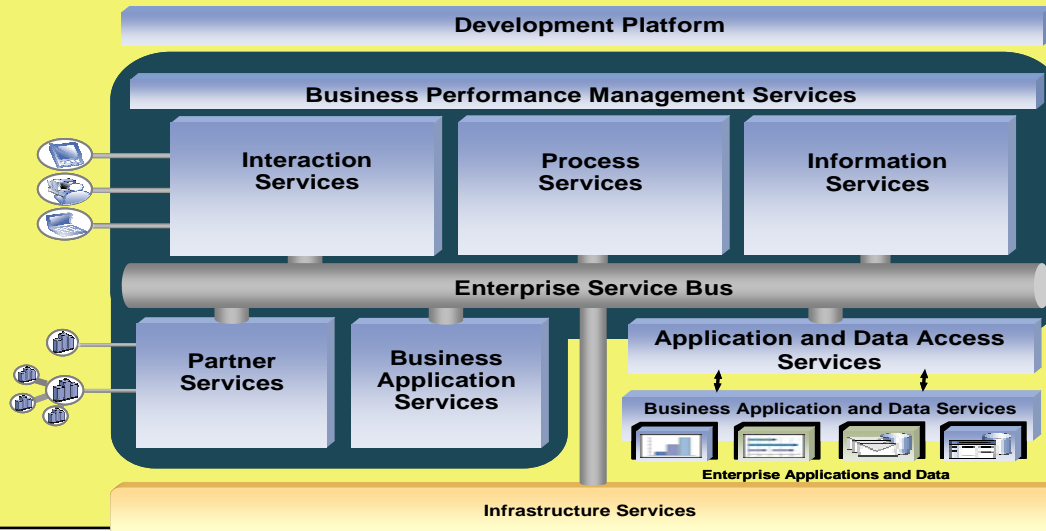 Development Platform
Business Performance Management Services
Interaction
Services
Process
Services
Information
Services
Enterprise Service Bus
Partner
Services
Business
Application
Services
Application and Data Access
Services
Business Application and Data Services
Enterprise Applications and Data
Infrastructure Services